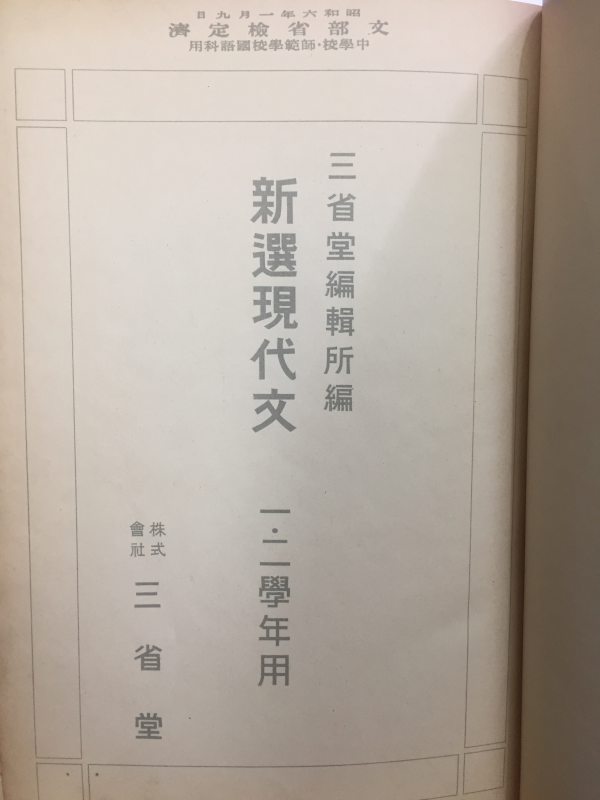 昭和六年一月九日
文部省檢定濟
中學校・師範學校國語科用
三省堂編輯所編
新選現代文 一・二學年用
株式會社 三省堂